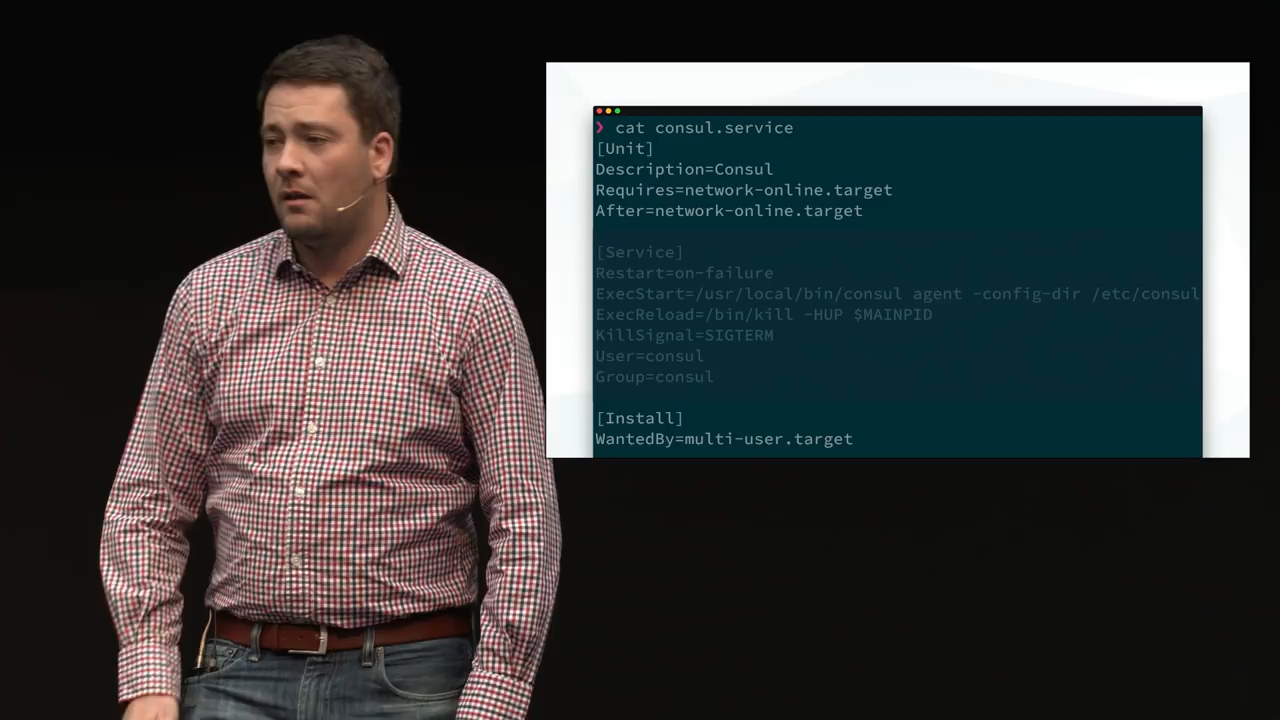 ❯ cat consul.service
[Unit]
Description=Consul
Requires=network-online.target
After=network-online.target
[Service]
Restart=on-failure
ExecStart=/usr/local/bin/consul agent -config-dir /etc/consul
ExecReload=/bin/kill -HUP $MAINPID
KillSignal=SIGTERM
User=consul
Group=consul
[Install]
WantedBy=multi-user.target